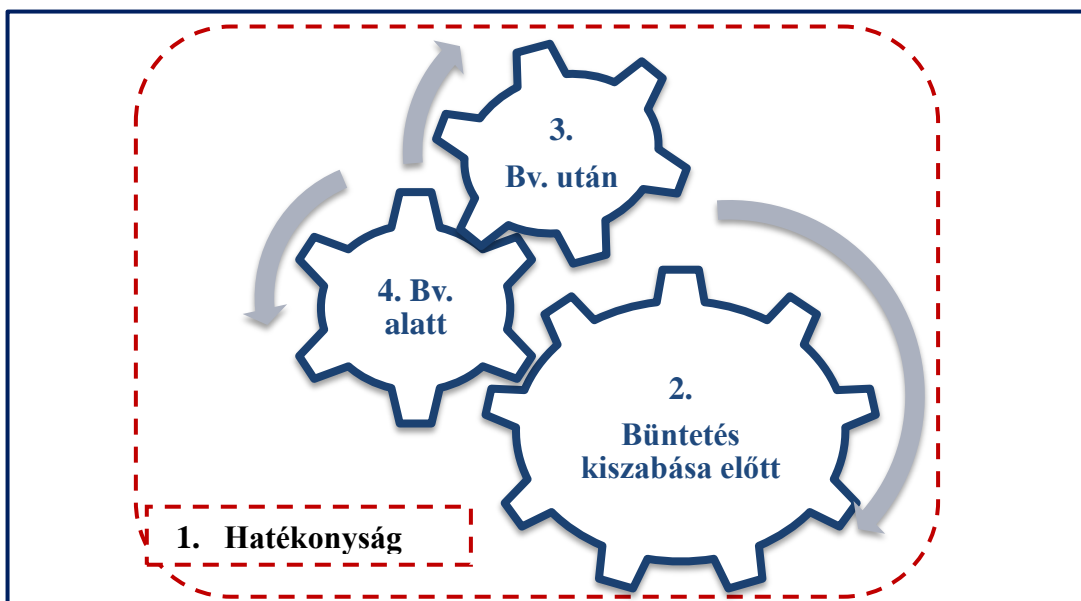 3.
Bv. után
4. Bv.
alatt
2.
Büntetés
kiszabása előtt
1. Hatékonyság